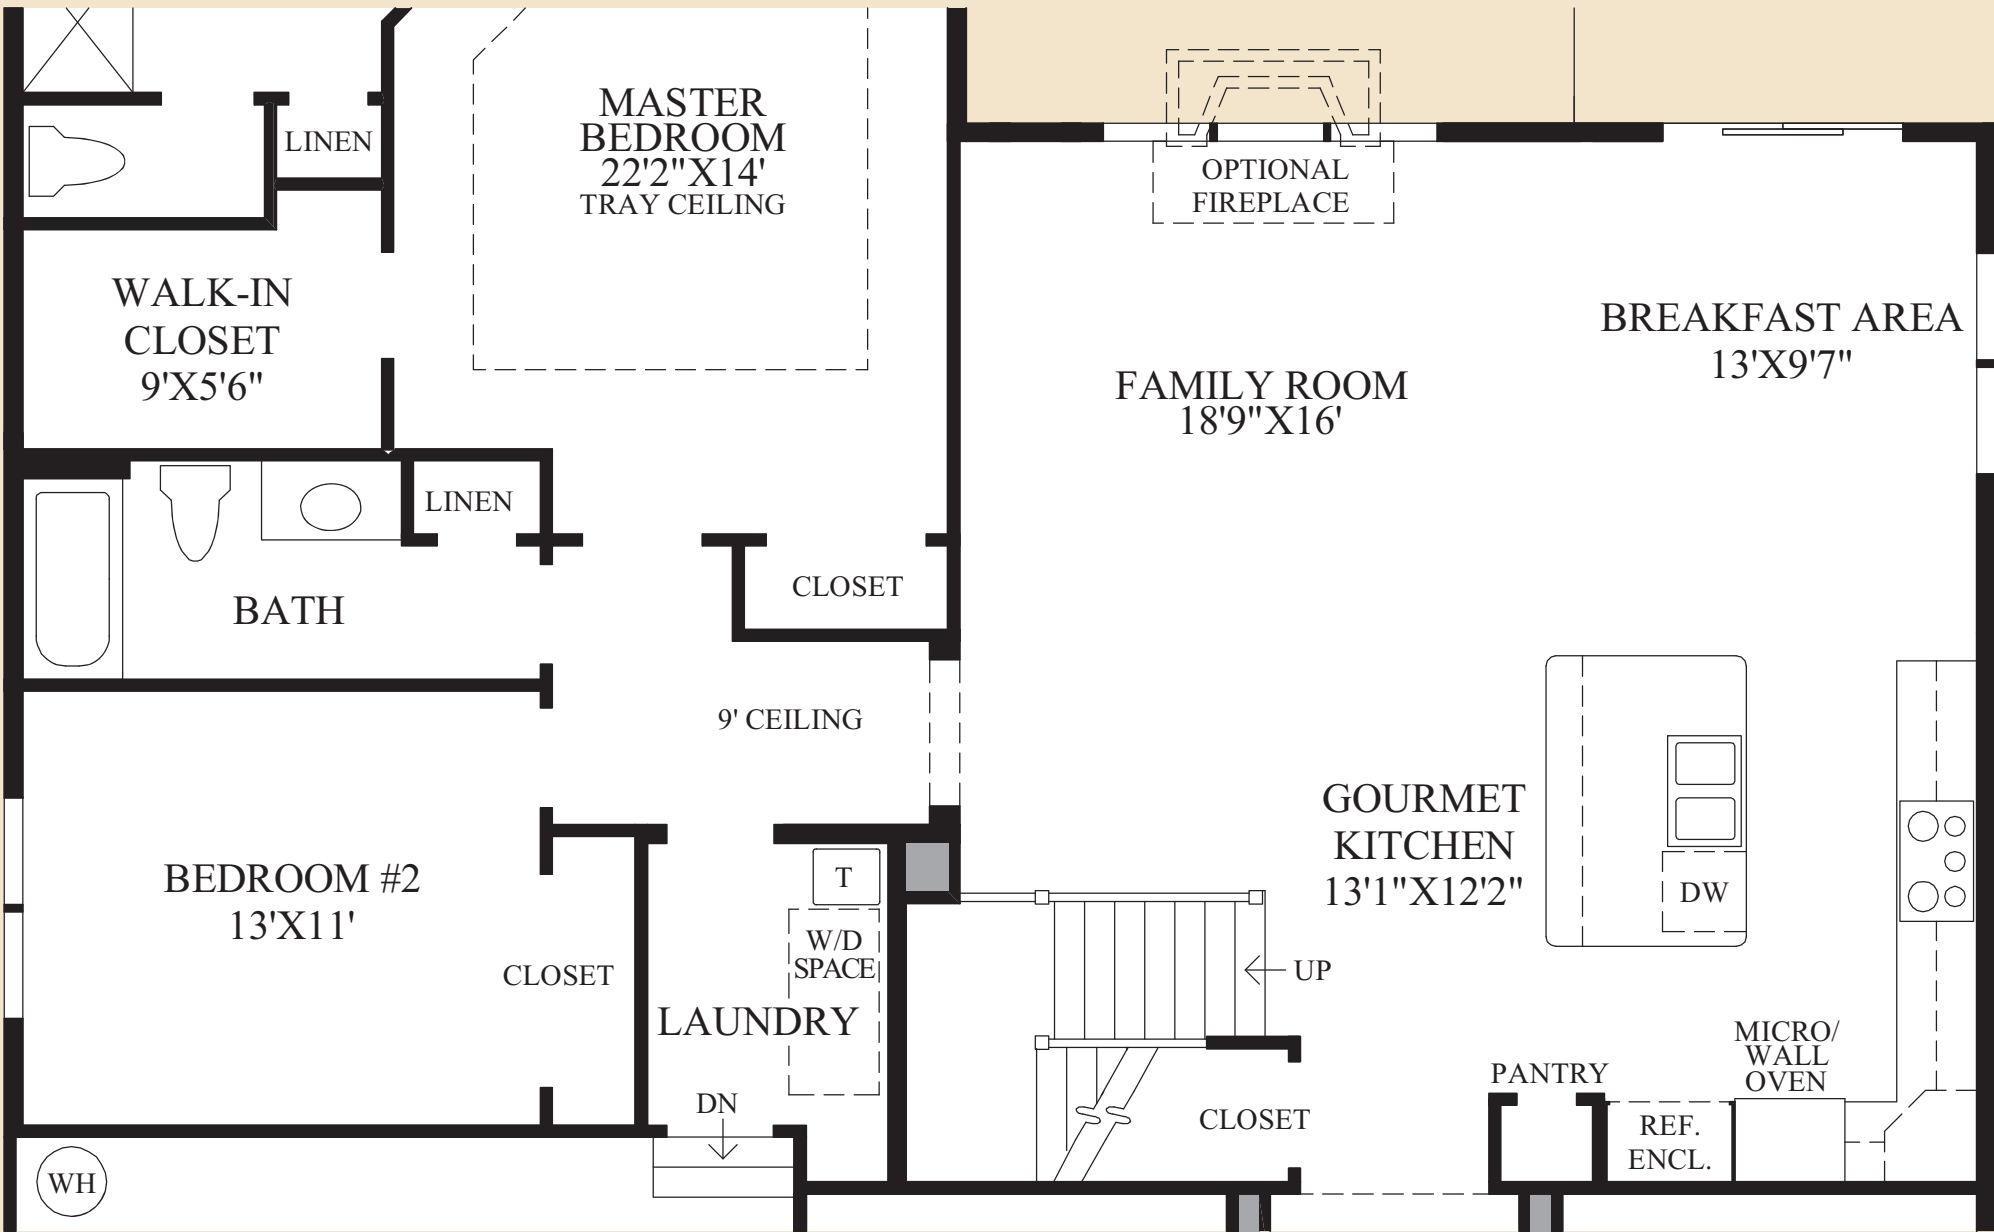 MASTER
BEDROOM
22'2"X14'
TRAY CEILING
LINEN
OPTIONAL
FIREPLACE
WALK-IN
CLOSET
9'X5'6"
BREAKFAST AREA
13'X9'7"
FAMILY ROOM
18'9"X16'
LINEN
CLOSET
BATH
9' CEILING
GOURMET
KITCHEN
13'1"X12'2"
BEDROOM #2
13'X11'
T
DW
W/D
SPACE
CLOSET
UP
LAUNDRY
MICRO/
WALL
OVEN
PANTRY
DN
CLOSET
REF.
ENCL.
WH